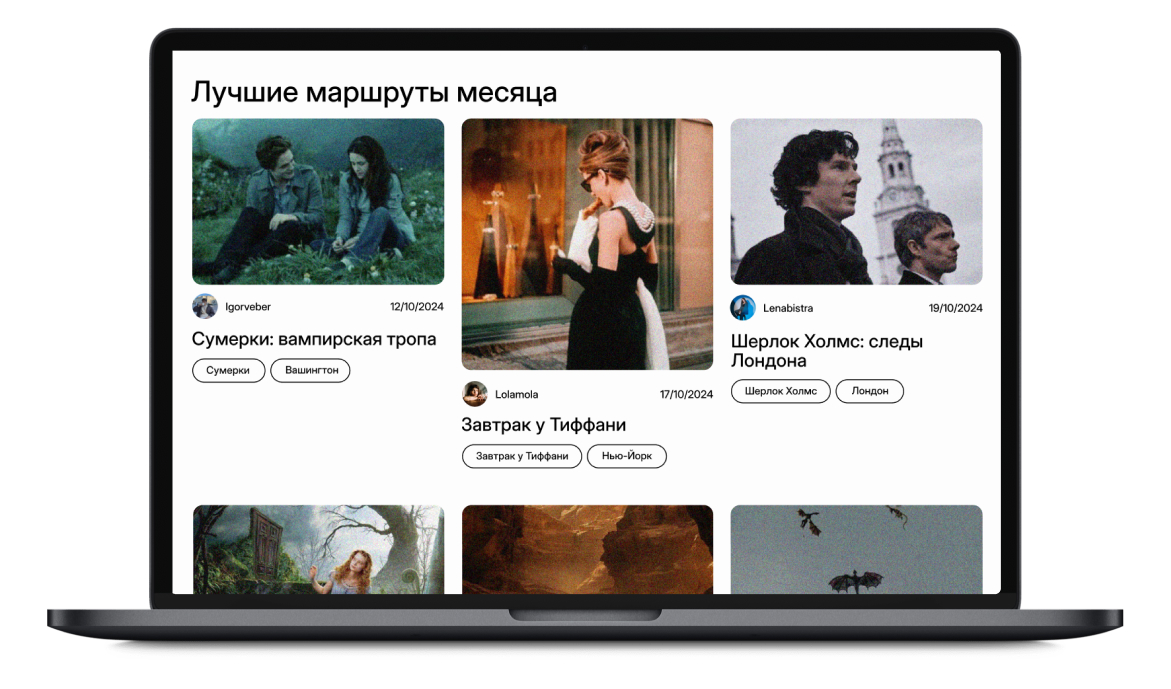 Лучшие маршруты месяца
Igorveber 12/10/2024
Сумерки: вампирская тропа
Сумерки Вашингтон
Lolamola 17/10/2024
Завтрак у Тиффани
Завтрак у Тиффани Нью-Йорк
Lenabistra 19/10/2024
Шерлок Холмс: следы
Лондона
Шерлок Холмс Лондон